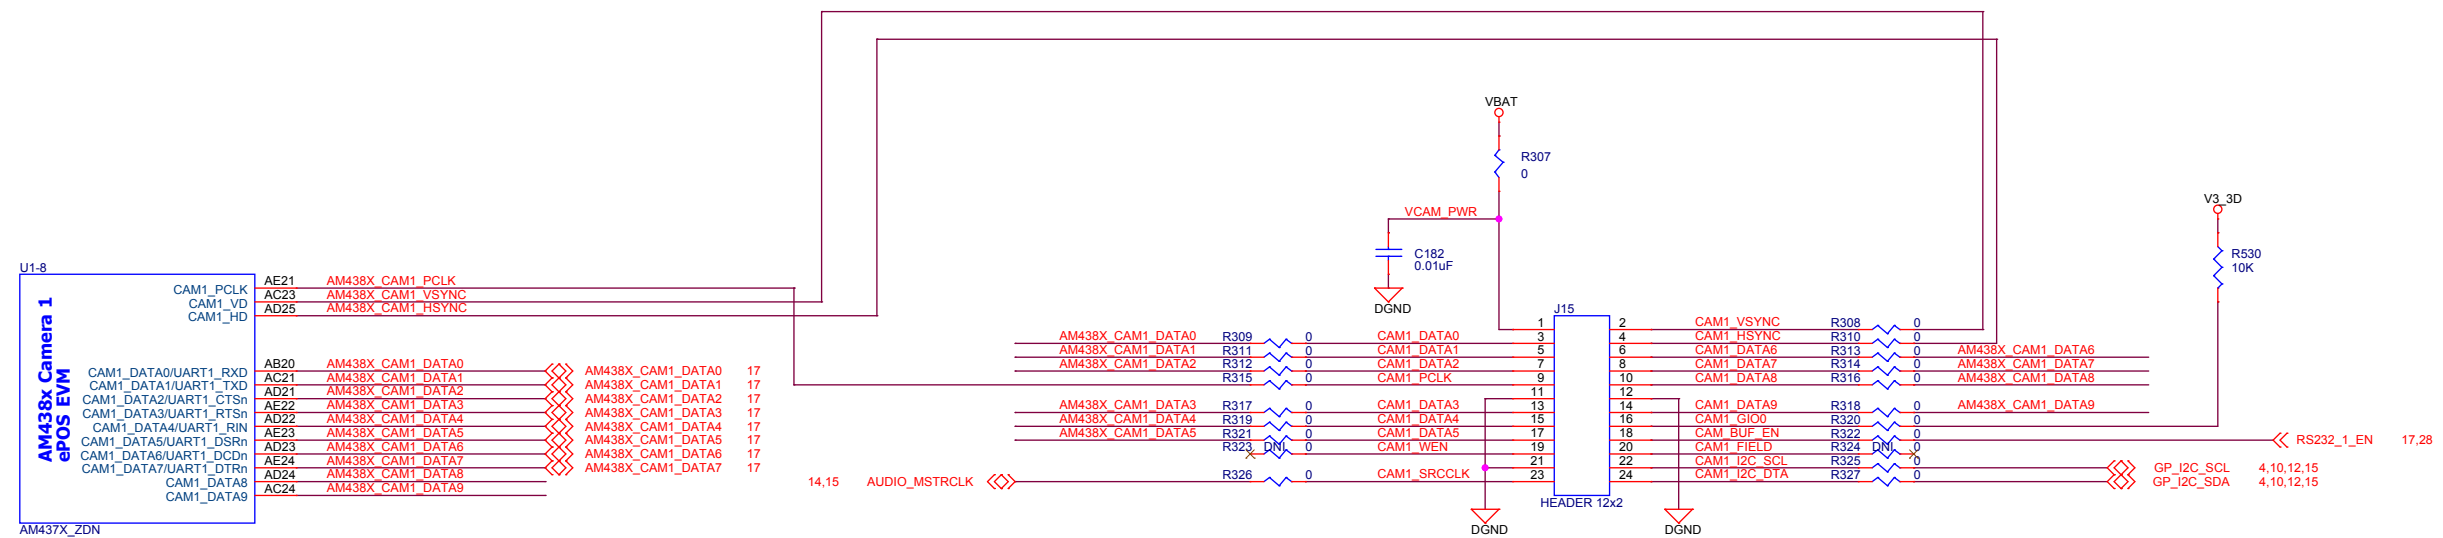 VBAT
R307
0
VCAM_PWR
C182
0.01uF
DGND
V3_3D
R530
10K
U1-8
AM438x Camera 1
ePOS EVM
CAM1_PCLK AE21 AM438X_CAM1_PCLK
CAM1_VD AC23 AM438X_CAM1_VSYNC
CAM1_HD AD25 AM438X_CAM1_HSYNC
CAM1_DATA0/UART1_RXD AB20 AM438X_CAM1_DATA0 AM438X_CAM1_DATA0 17
CAM1_DATA1/UART1_TXD AC21 AM438X_CAM1_DATA1 AM438X_CAM1_DATA1 17
CAM1_DATA2/UART1_CTSn AD21 AM438X_CAM1_DATA2 AM438X_CAM1_DATA2 17
CAM1_DATA3/UART1_RTSn AE22 AM438X_CAM1_DATA3 AM438X_CAM1_DATA3 17
CAM1_DATA4/UART1_RIN AD22 AM438X_CAM1_DATA4 AM438X_CAM1_DATA4 17
CAM1_DATA5/UART1_DSRn AE23 AM438X_CAM1_DATA5 AM438X_CAM1_DATA5 17
CAM1_DATA6/UART1_DCDn AD23 AM438X_CAM1_DATA6 AM438X_CAM1_DATA6 17
CAM1_DATA7/UART1_DTRn AE24 AM438X_CAM1_DATA7 AM438X_CAM1_DATA7 17
CAM1_DATA8 AD24 AM438X_CAM1_DATA8
CAM1_DATA9 AC24 AM438X_CAM1_DATA9
AM437X_ZDN
J15
1 2 CAM1_VSYNC R308 0
AM438X_CAM1_DATA0 R309 0 CAM1_DATA0 3 4 CAM1_HSYNC R310 0
AM438X_CAM1_DATA1 R311 0 CAM1_DATA1 5 6 CAM1_DATA6 R313 0 AM438X_CAM1_DATA6
AM438X_CAM1_DATA2 R312 0 CAM1_DATA2 7 8 CAM1_DATA7 R314 0 AM438X_CAM1_DATA7
R315 0 CAM1_PCLK 9 10 CAM1_DATA8 R316 0 AM438X_CAM1_DATA8
11 12
AM438X_CAM1_DATA3 R317 0 CAM1_DATA3 13 14 CAM1_DATA9 R318 0 AM438X_CAM1_DATA9
AM438X_CAM1_DATA4 R319 0 CAM1_DATA4 15 16 CAM1_GIO0 R320 0
AM438X_CAM1_DATA5 R321 0 CAM1_DATA5 17 18 CAM_BUF_EN R322 0 RS232_1_EN 17,28
R323 DNI 0 CAM1_WEN 19 20 CAM1_FIELD R324 DNI 0
21 22 CAM1_I2C_SCL R325 0 GP_I2C_SCL 4,10,12,15
14,15 AUDIO_MSTRCLK R326 0 CAM1_SRCCLK 23 24 CAM1_I2C_DTA R327 0 GP_I2C_SDA 4,10,12,15
HEADER 12x2
DGND DGND